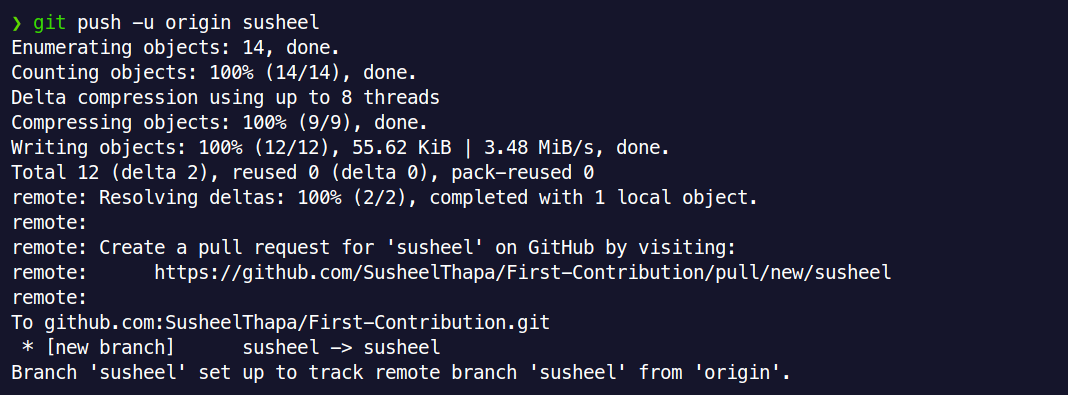 ❯ git push -u origin susheel
Enumerating objects: 14, done.
Counting objects: 100% (14/14), done.
Delta compression using up to 8 threads
Compressing objects: 100% (9/9), done.
Writing objects: 100% (12/12), 55.62 KiB | 3.48 MiB/s, done.
Total 12 (delta 2), reused 0 (delta 0), pack-reused 0
remote: Resolving deltas: 100% (2/2), completed with 1 local object.
remote:
remote: Create a pull request for 'susheel' on GitHub by visiting:
remote:      https://github.com/SusheelThapa/First-Contribution/pull/new/susheel
remote:
To github.com:SusheelThapa/First-Contribution.git
 * [new branch]      susheel -> susheel
Branch 'susheel' set up to track remote branch 'susheel' from 'origin'.